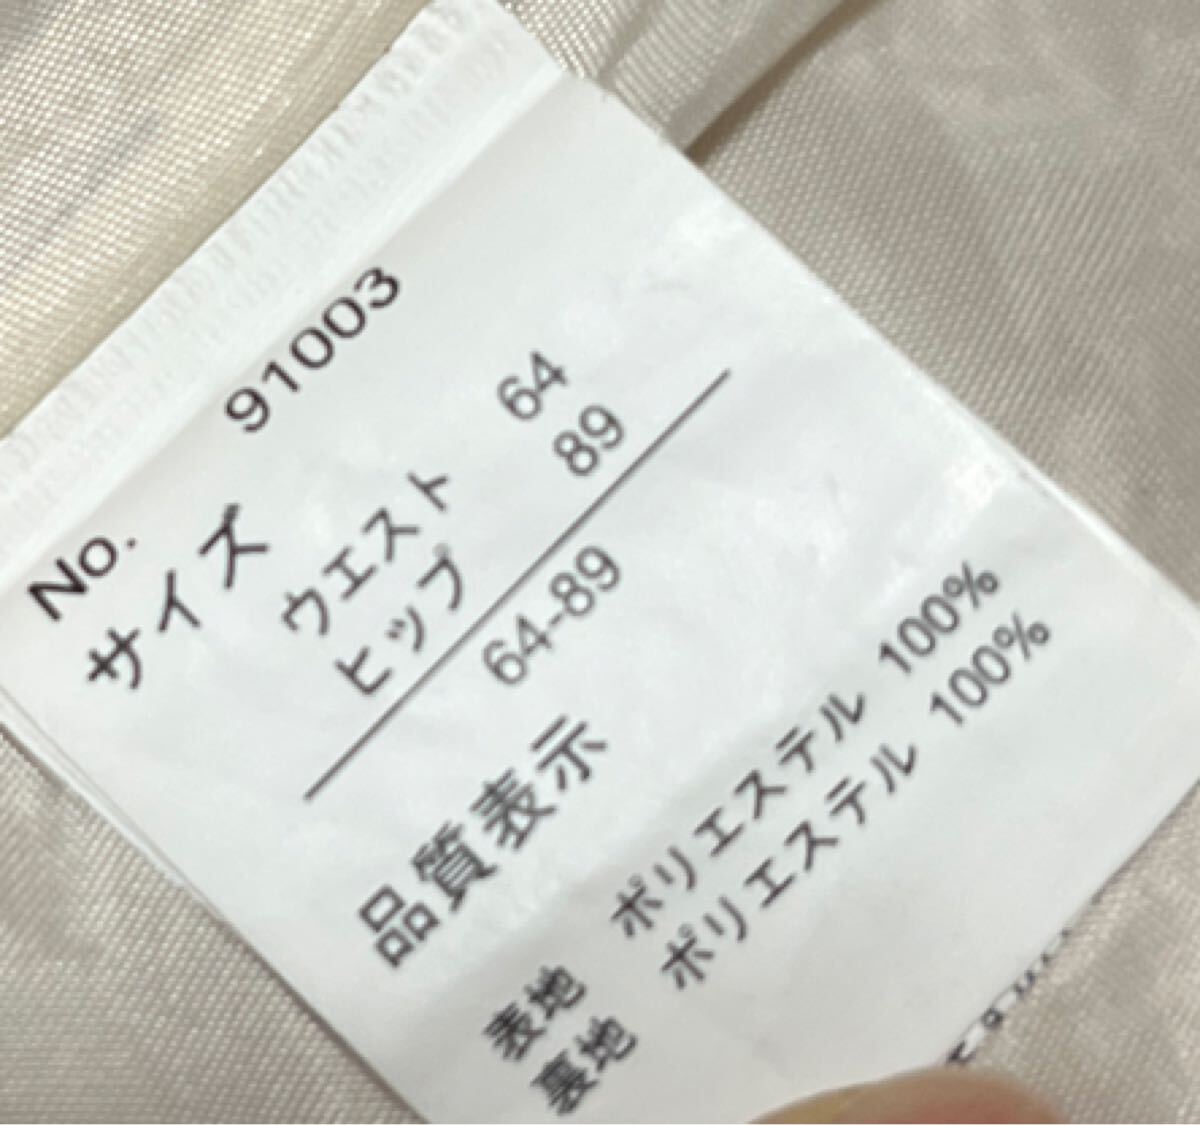 No. 91003
サイズ
ウエスト 64
ヒップ 89
64-89
品質表示
表地 ポリエステル 100%
裏地 ポリエステル 100%